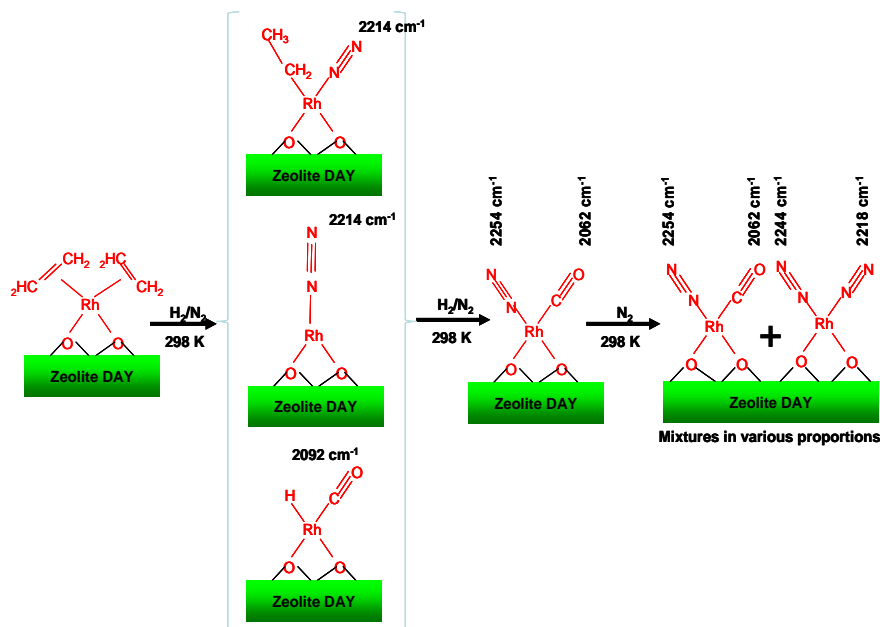 ₂HC
CH₂
₂HC
CH₂
Rh
O
O
Zeolite DAY
H₂/N₂
298 K
CH₃
CH₂
N
N
2214 cm⁻¹
Rh
O
O
Zeolite DAY
2214 cm⁻¹
N
N
Rh
O
O
Zeolite DAY
2092 cm⁻¹
H
C
O
Rh
O
O
Zeolite DAY
H₂/N₂
298 K
2254 cm⁻¹
2062 cm⁻¹
N
N
C
O
Rh
O
O
Zeolite DAY
N₂
298 K
2254 cm⁻¹
2062 cm⁻¹
2244 cm⁻¹
2218 cm⁻¹
N
N
C
O
Rh
O
O
+
N
N
N
N
Rh
O
O
Zeolite DAY
Mixtures in various proportions